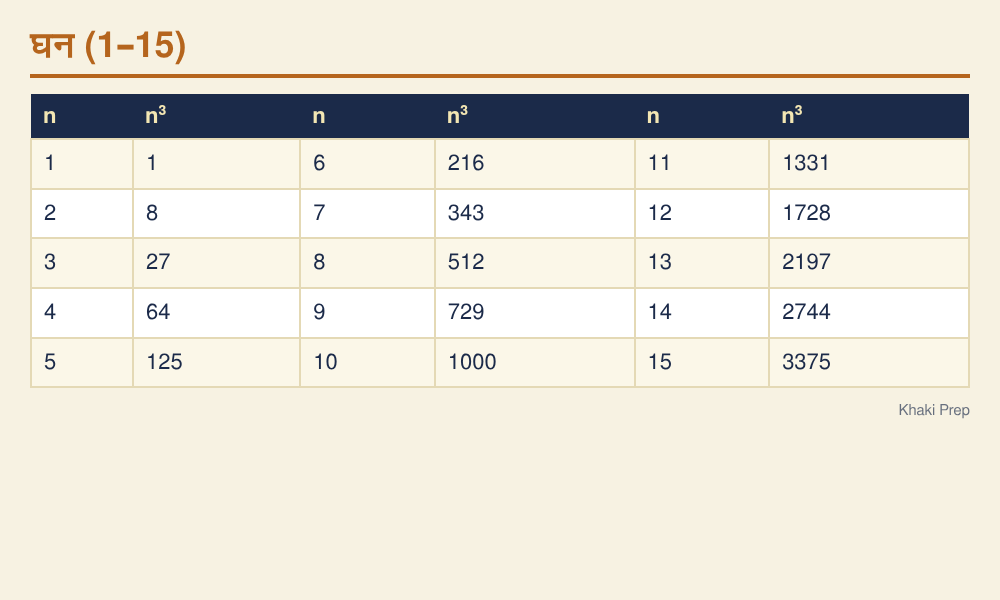 घन (1–15)
n n³ n n³ n n³
1 1 6 216 11 1331
2 8 7 343 12 1728
3 27 8 512 13 2197
4 64 9 729 14 2744
5 125 10 1000 15 3375
Khaki Prep